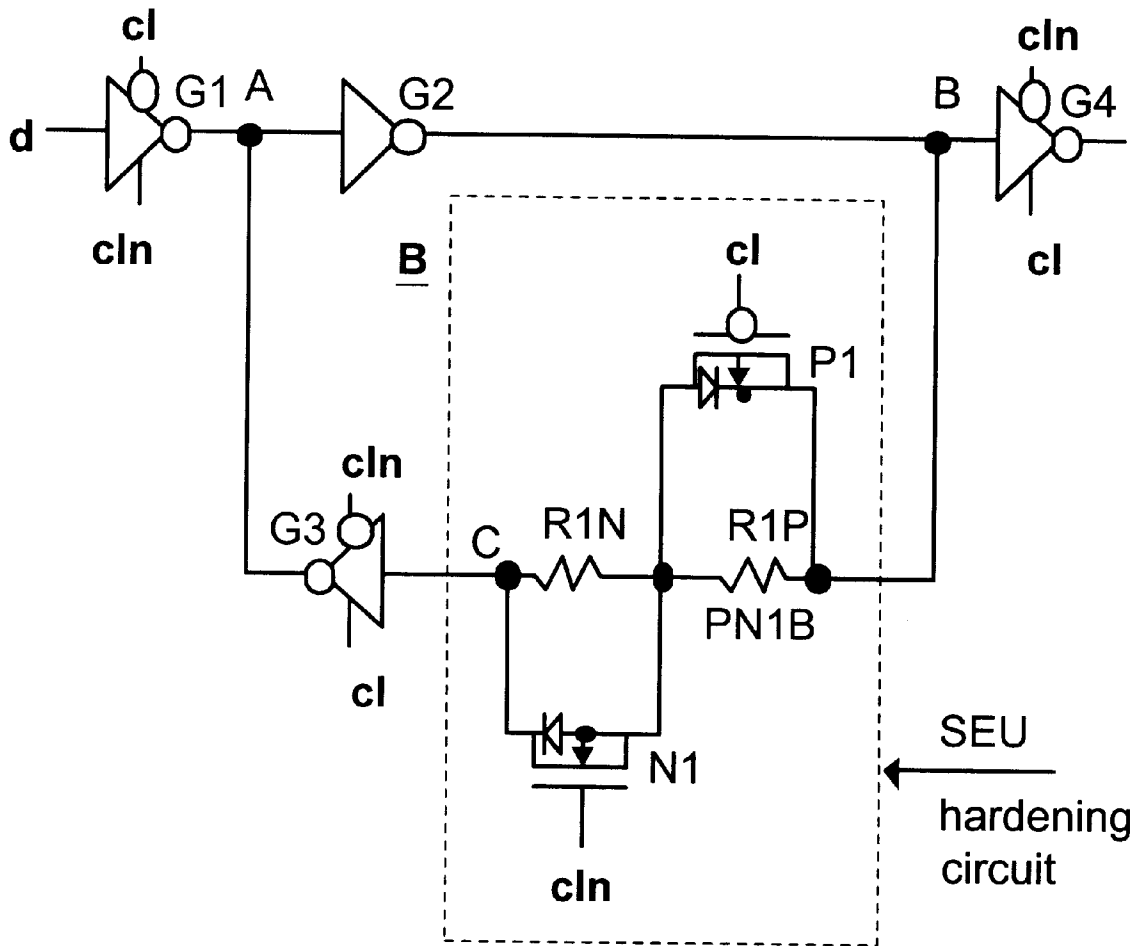 cl
cln
G1
A
G2
B
G4
d
cln
B
cl
cl
P1
cln
G3
C
R1N
R1P
PN1B
cl
N1
SEU
hardening
circuit
cln